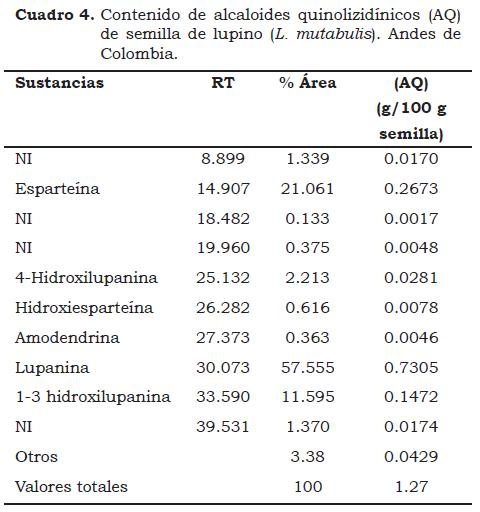 Cuadro 4. Contenido de alcaloides quinolizidínicos (AQ)
de semilla de lupino (L. mutabulis). Andes de
Colombia.
Sustancias RT % Área (AQ)
(g/100 g
semilla)
NI 8.899 1.339 0.0170
Esparteína 14.907 21.061 0.2673
NI 18.482 0.133 0.0017
NI 19.960 0.375 0.0048
4-Hidroxilupanina 25.132 2.213 0.0281
Hidroxiesparteína 26.282 0.616 0.0078
Amodendrina 27.373 0.363 0.0046
Lupanina 30.073 57.555 0.7305
1-3 hidroxilupanina 33.590 11.595 0.1472
NI 39.531 1.370 0.0174
Otros 3.38 0.0429
Valores totales 100 1.27